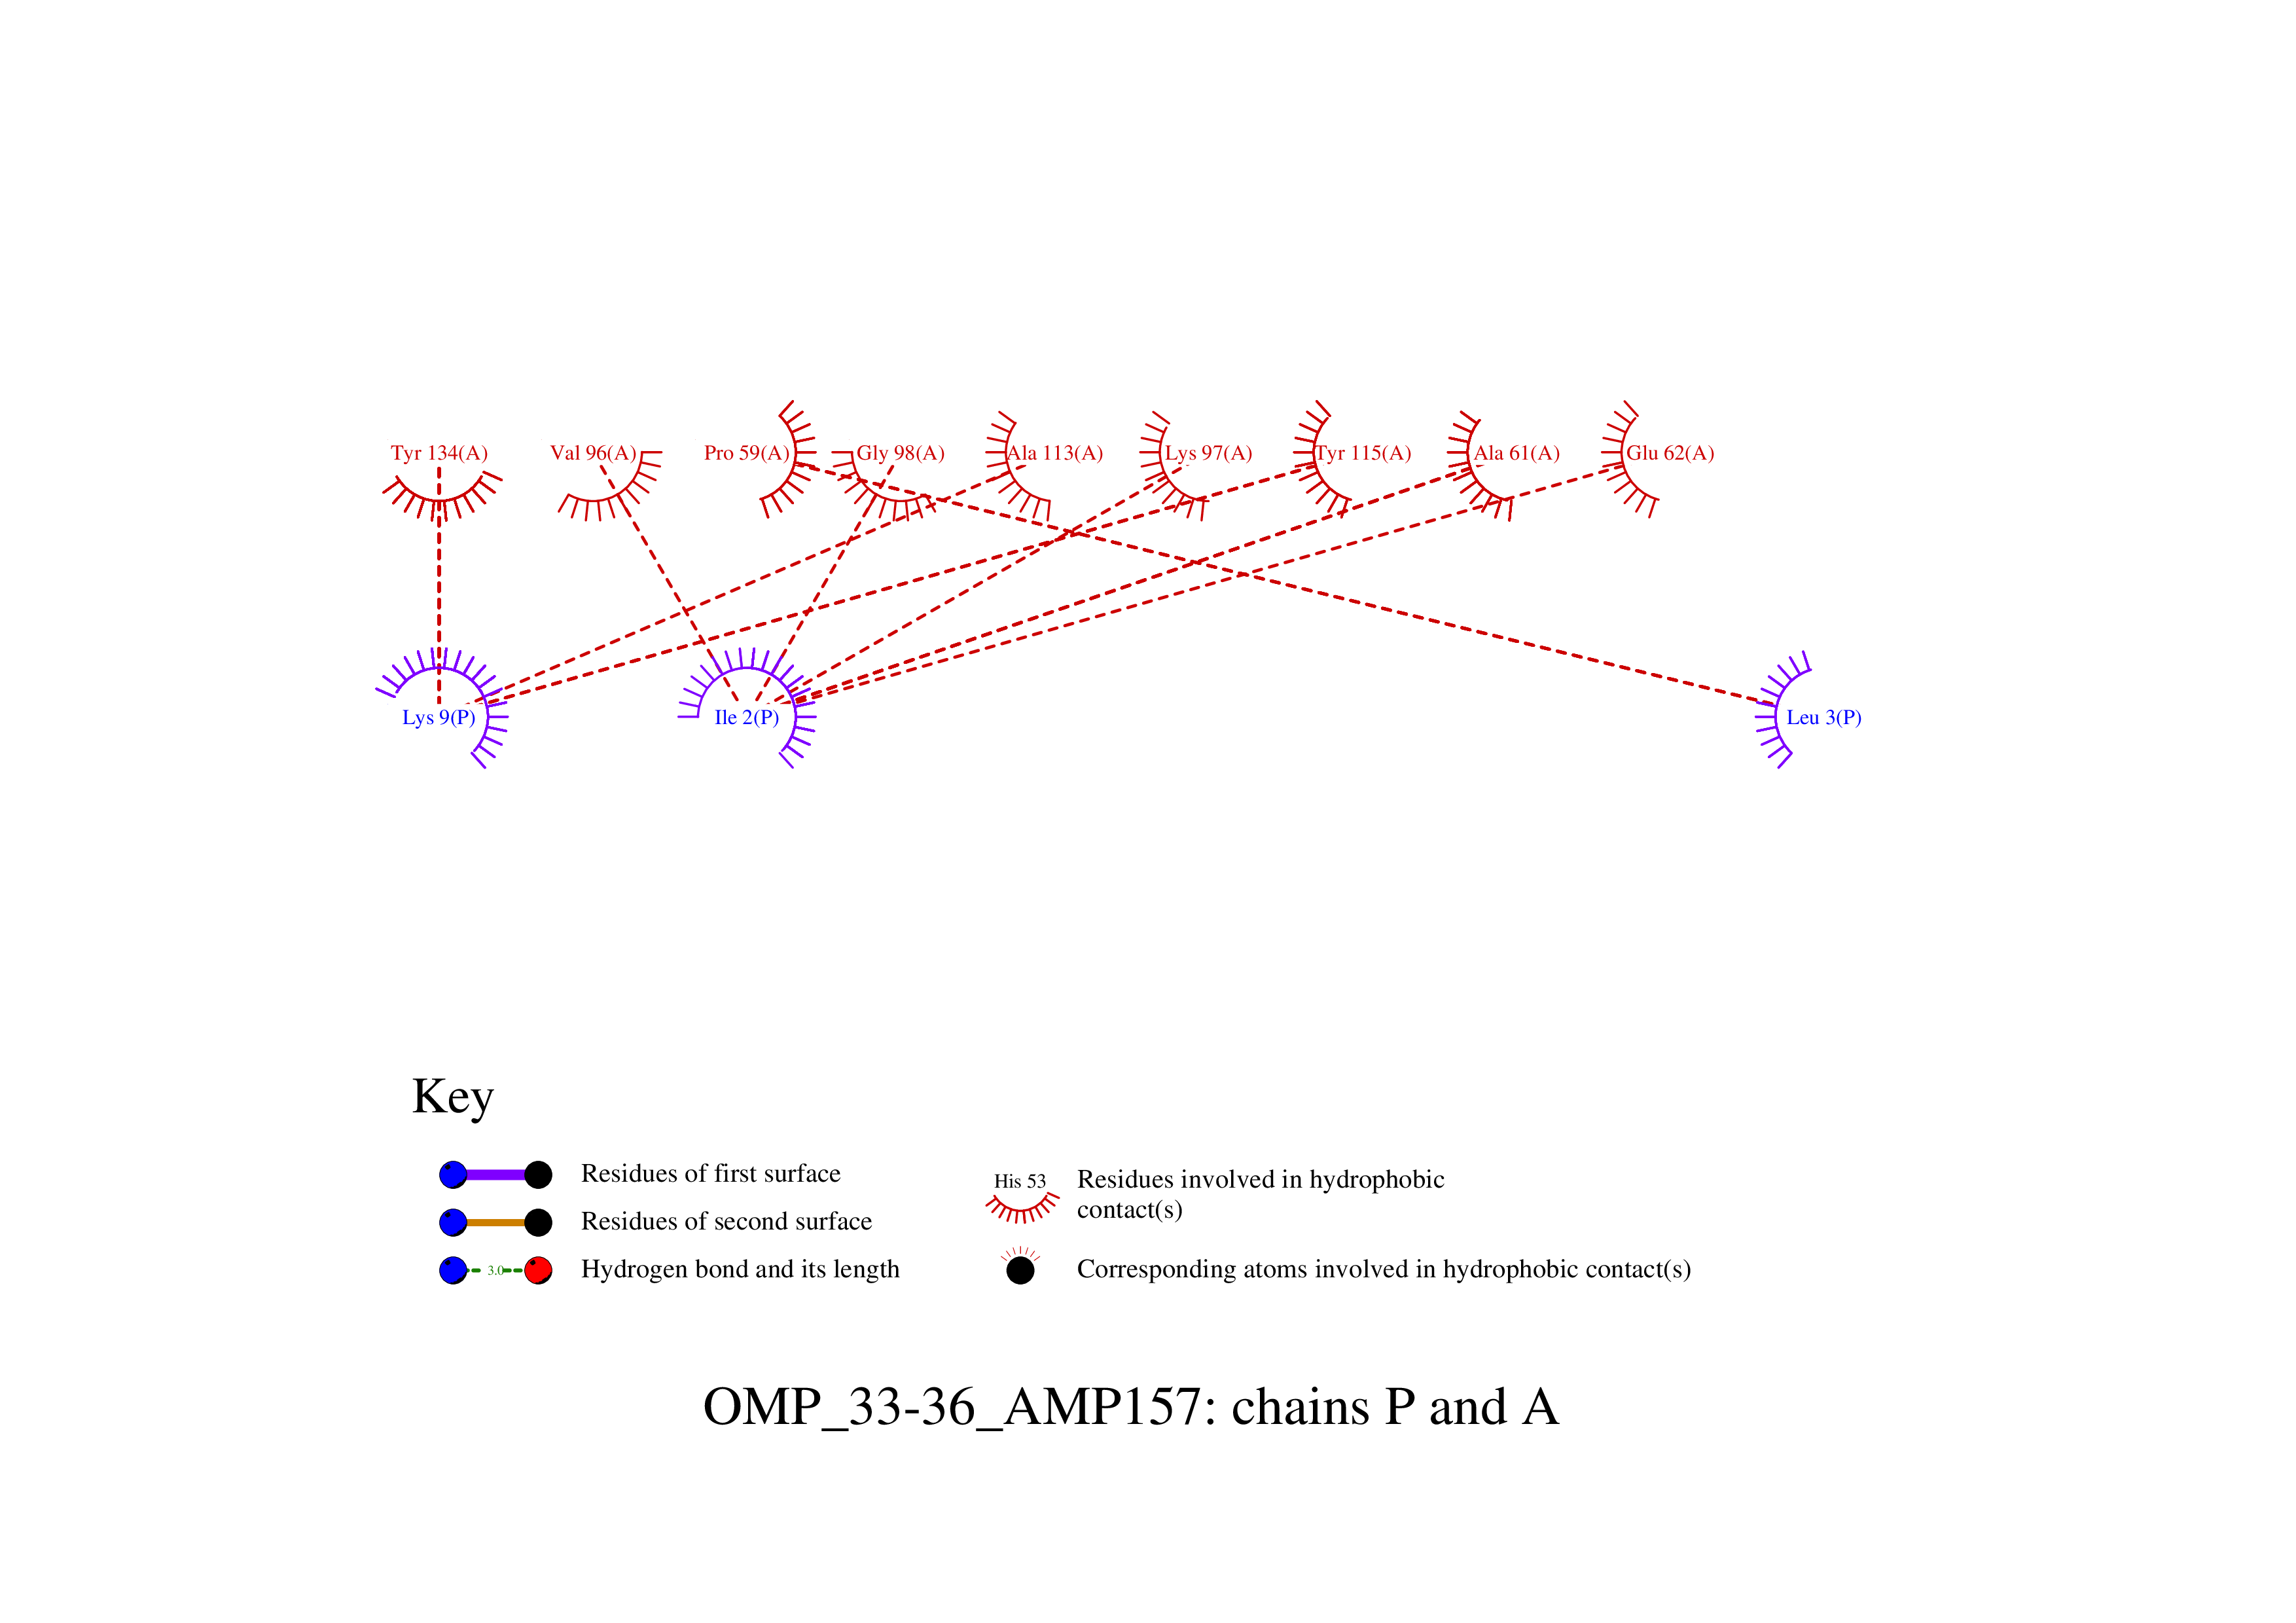 Tyr 134(A) Val 96(A) Pro 59(A) Gly 98(A) Ala 113(A) Lys 97(A) Tyr 115(A) Ala 61(A) Glu 62(A)
Lys 9(P) Ile 2(P) Leu 3(P)
Key
Residues of first surface
Residues of second surface
3.0 Hydrogen bond and its length
His 53 Residues involved in hydrophobic
contact(s)
Corresponding atoms involved in hydrophobic contact(s)
OMP_33-36_AMP157: chains P and A